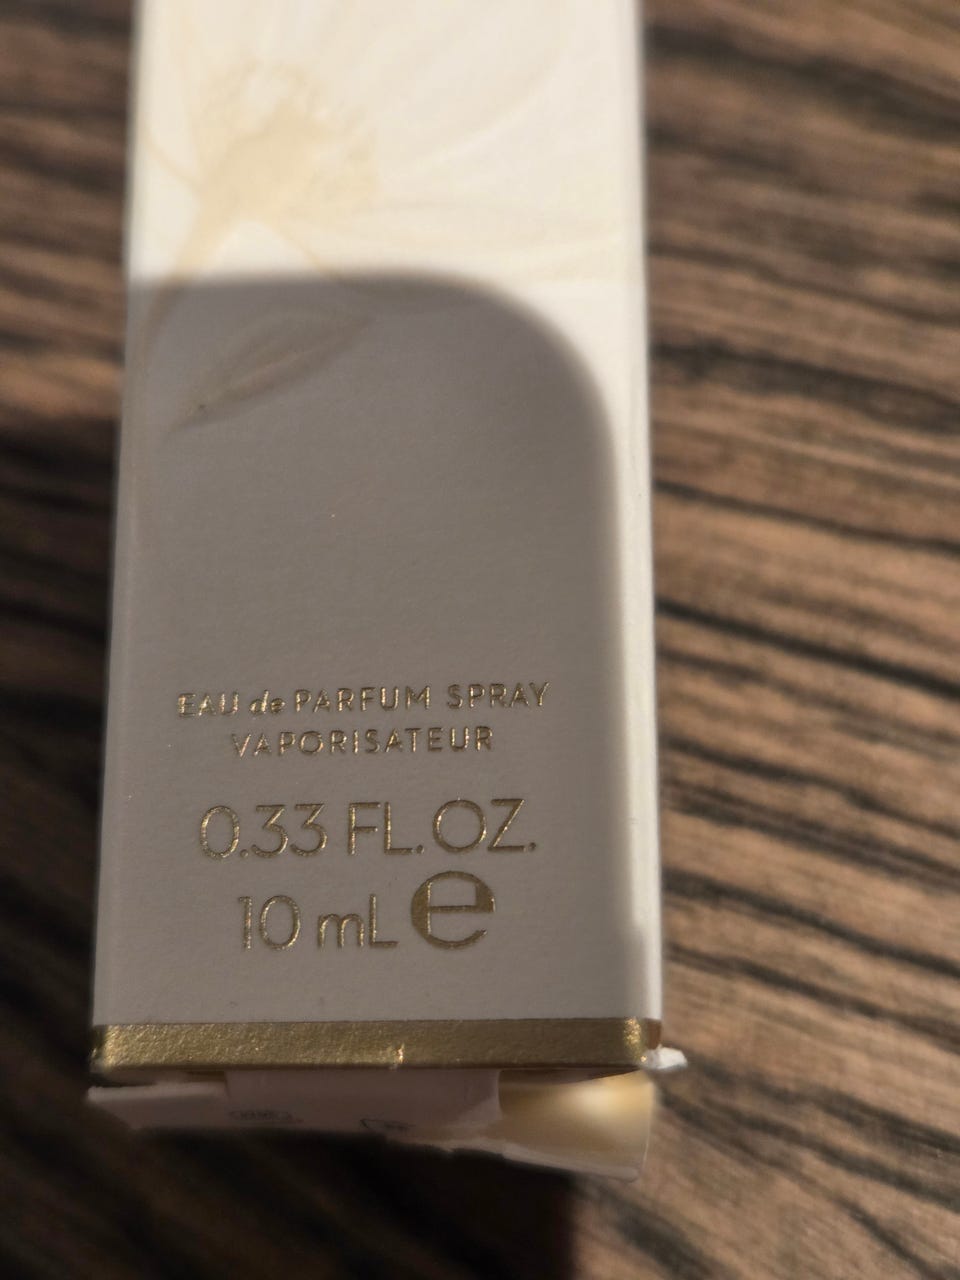 EAU de PARFUM SPRAY
VAPORISATEUR
0.33 FL.OZ.
10 mL e